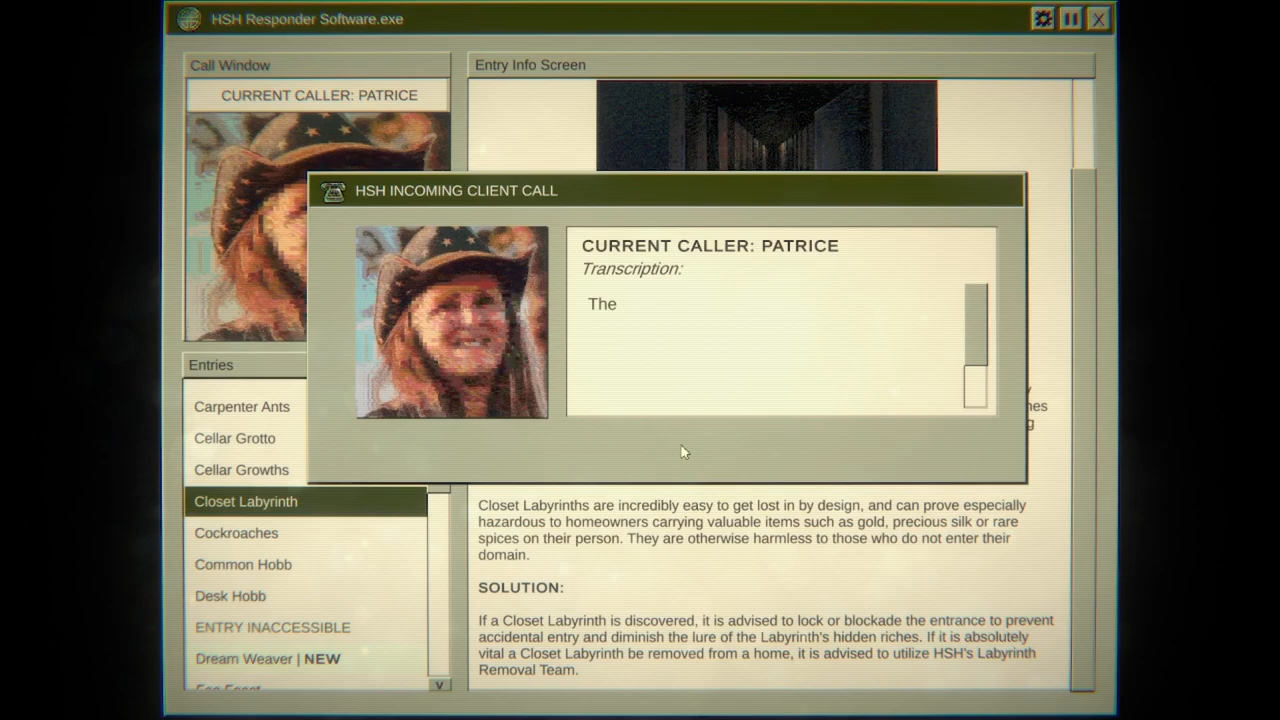 HSH Responder Software.exe
X
Call Window
Entry Info Screen
CURRENT CALLER: PATRICE
HSH INCOMING CLIENT CALL
CURRENT CALLER: PATRICE
Transcription:
The
Entries
Carpenter Ants
Cellar Grotto
Cellar Growths
Closet Labyrinth
Cockroaches
Common Hobb
Desk Hobb
ENTRY INACCESSIBLE
Dream Weaver | NEW
V
Closet Labyrinths are incredibly easy to get lost in by design, and can prove especially
hazardous to homeowners carrying valuable items such as gold, precious silk or rare
spices on their person. They are otherwise harmless to those who do not enter their
domain.
SOLUTION:
If a Closet Labyrinth is discovered, it is advised to lock or blockade the entrance to prevent
accidental entry and diminish the lure of the Labyrinth's hidden riches. If it is absolutely
vital a Closet Labyrinth be removed from a home, it is advised to utilize HSH's Labyrinth
Removal Team.